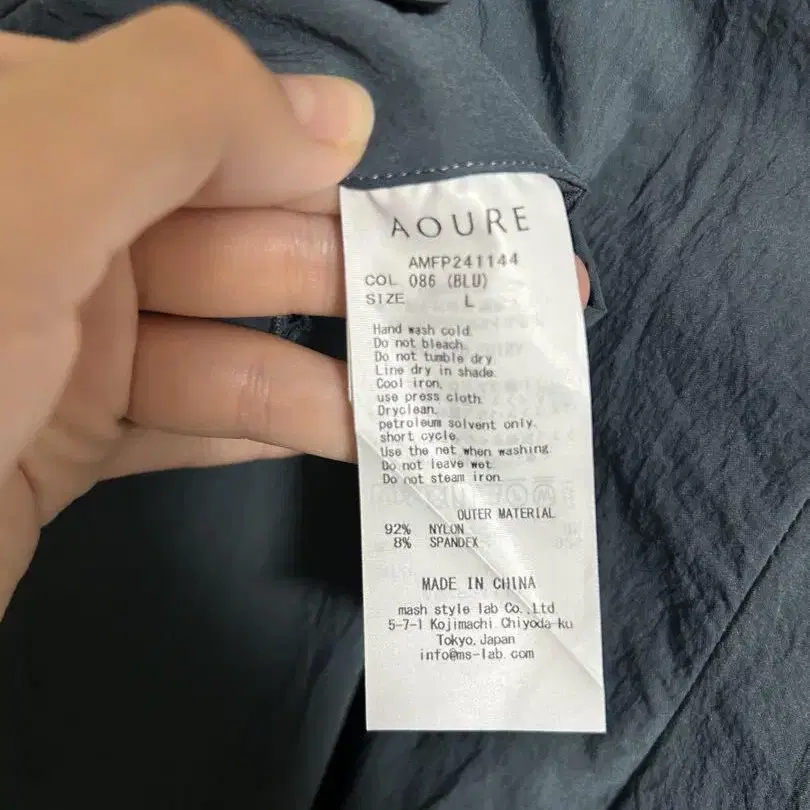 AOURE
AMFP241144
COL 086 (BLU)
SIZE L
Hand wash cold.
Do not bleach.
Do not tumble dry.
Line dry in shade.
Cool iron,
use press cloth.
Dryclean,
petroleum solvent only.
short cycle.
Use the net when washing.
Do not leave wet.
Do not steam iron.
OUTER MATERIAL
92% NYLON
8% SPANDEX
MADE IN CHINA
mash style lab Co.,Ltd.
5-7-1 Kojimachi Chiyoda-ku
Tokyo,Japan
info@ms-lab.com